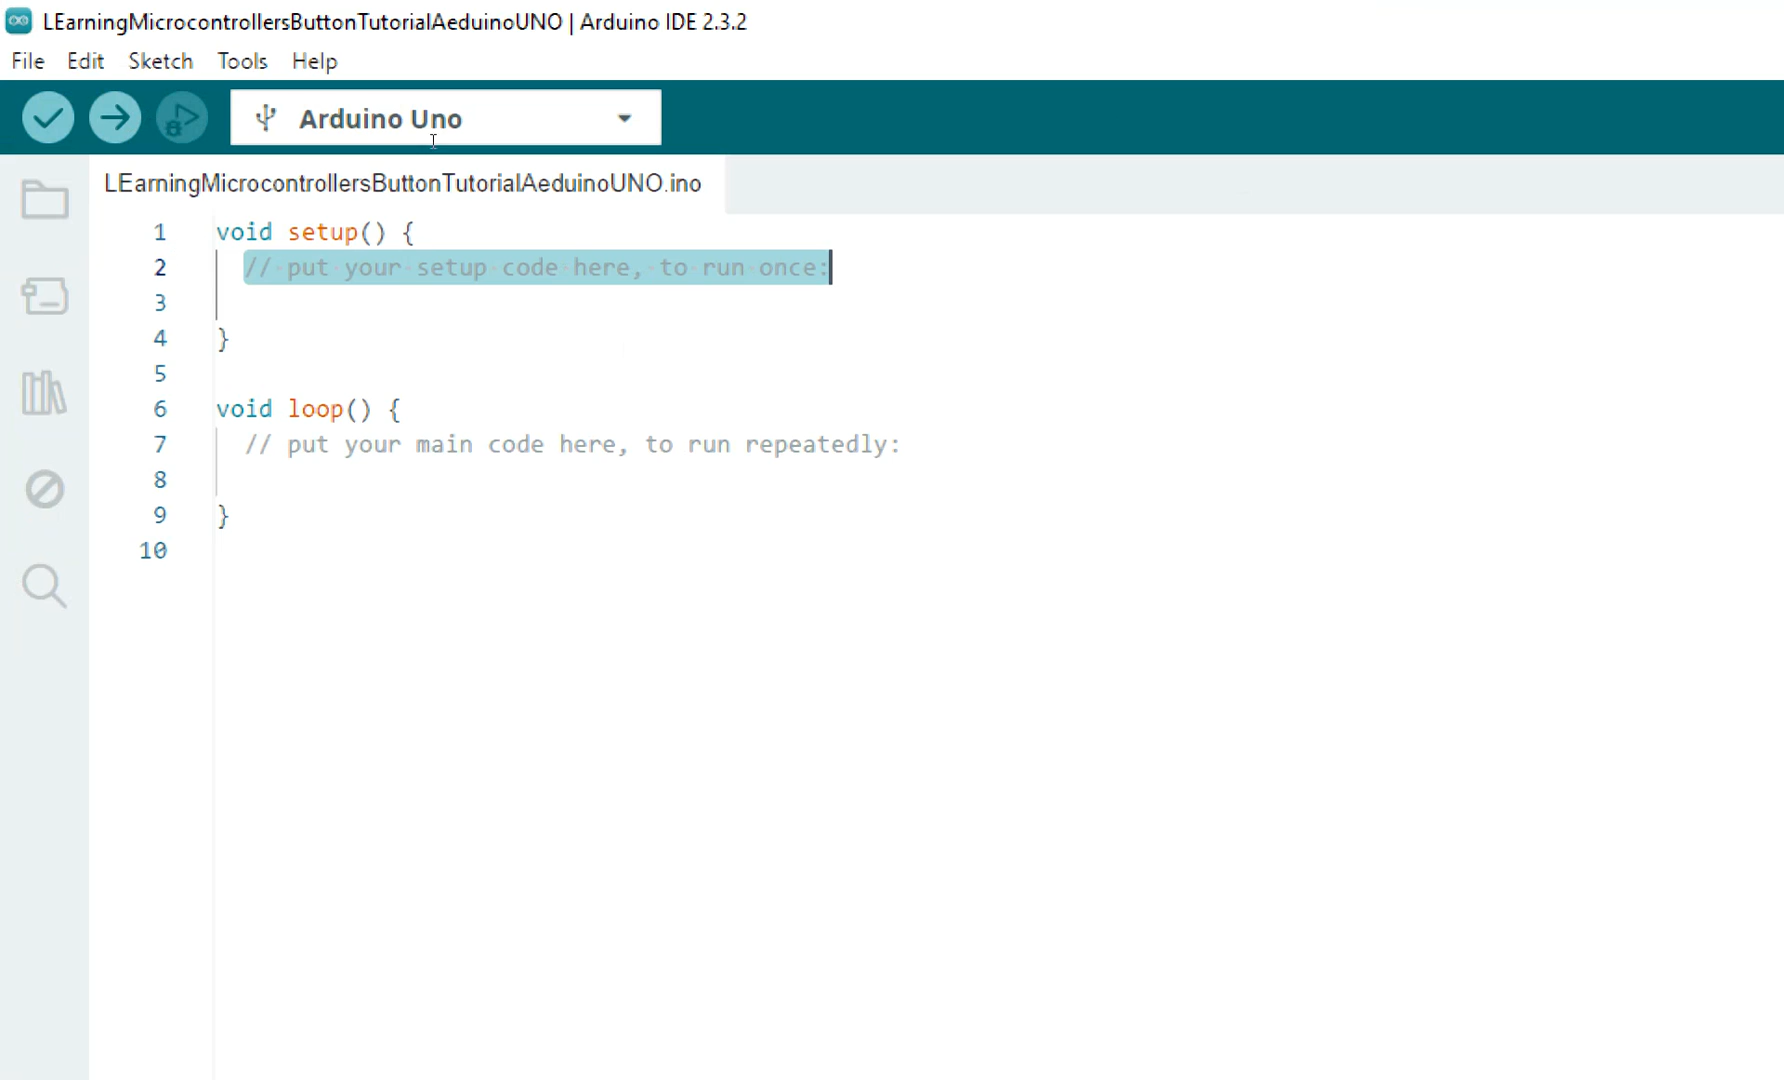 LEarningMicrocontrollersButtonTutorialAeduinoUNO | Arduino IDE 2.3.2
File Edit Sketch Tools Help
Arduino Uno
LEarningMicrocontrollersButtonTutorialAeduinoUNO.ino
1 void setup() {
2 // put your setup code here, to run once:
3
4 }
5
6 void loop() {
7 // put your main code here, to run repeatedly:
8
9 }
10